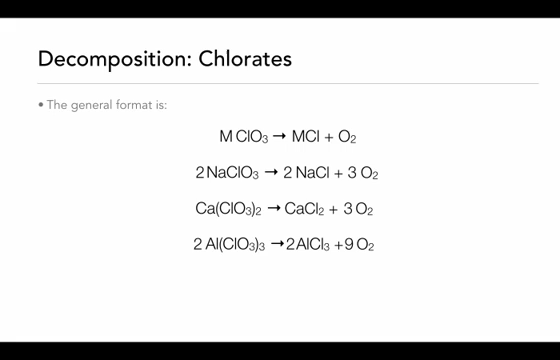 Decomposition: Chlorates
• The general format is:
M ClO₃ → MCl + O₂
2 NaClO₃ → 2 NaCl + 3 O₂
Ca(ClO₃)₂ → CaCl₂ + 3 O₂
2 Al(ClO₃)₃ →2AlCl₃ +9 O₂